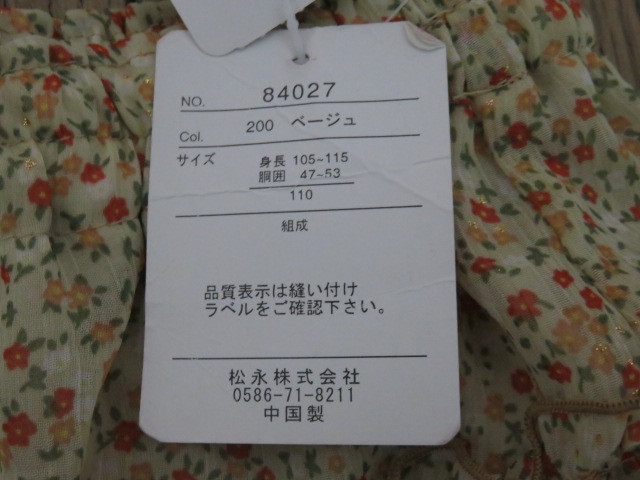 NO. 84027
Col. 200 ベージュ
サイズ 身長 105~115
胴囲 47~53
110
組成
品質表示は縫い付け
ラベルをご確認下さい。
松永株式会社
0586-71-8211
中国製